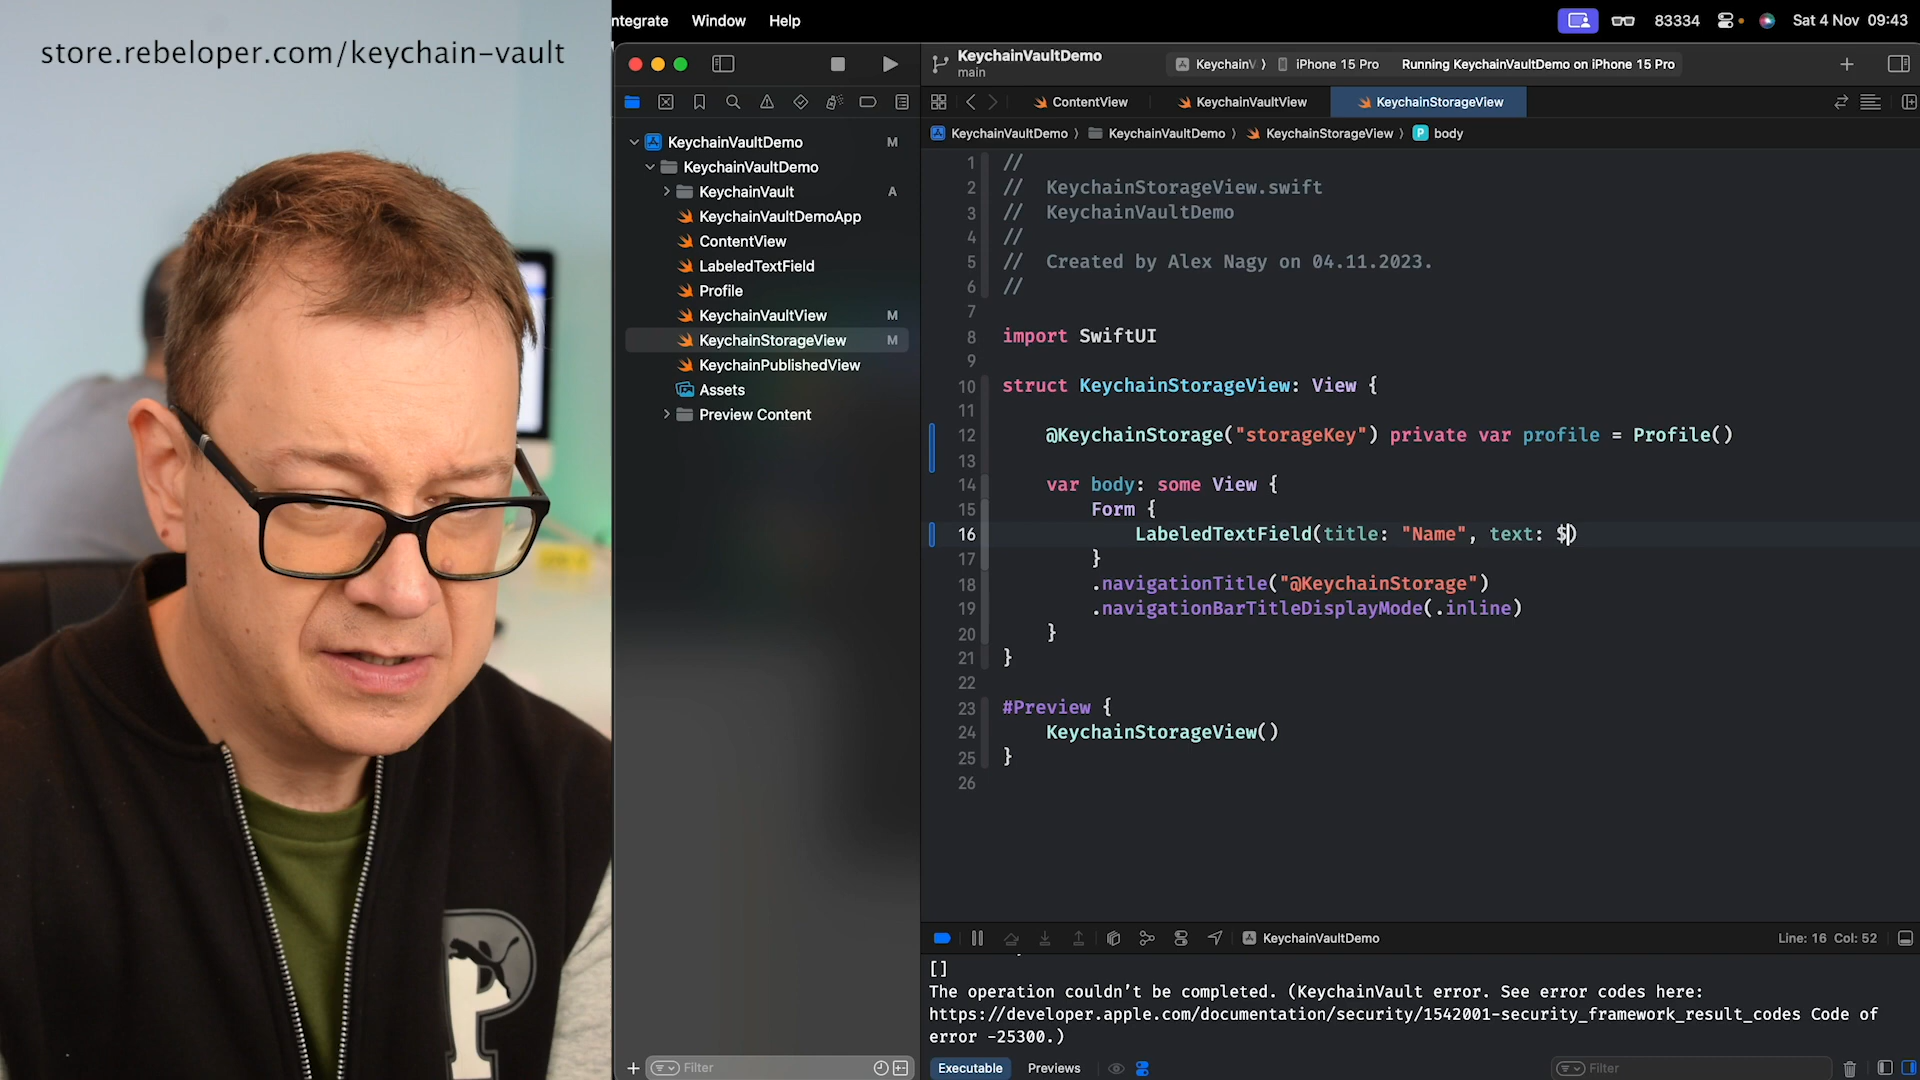 store.rebeloper.com/keychain-vault
ntegrate Window Help
83334 Sat 4 Nov 09:43
KeychainVaultDemo
main
KeychainV iPhone 15 Pro Running KeychainVaultDemo on iPhone 15 Pro
ContentView KeychainVaultView KeychainStorageView
KeychainVaultDemo KeychainVaultDemo KeychainStorageView P body
KeychainVaultDemo M
KeychainVaultDemo
KeychainVault A
KeychainVaultDemoApp
ContentView
LabeledTextField
Profile
KeychainVaultView M
KeychainStorageView M
KeychainPublishedView
Assets
Preview Content
1 //
2 // KeychainStorageView.swift
3 // KeychainVaultDemo
4 //
5 // Created by Alex Nagy on 04.11.2023.
6 //
7
8 import SwiftUI
9
10 struct KeychainStorageView: View {
11
12 @KeychainStorage("storageKey") private var profile = Profile()
13
14 var body: some View {
15 Form {
16 LabeledTextField(title: "Name", text: $)
17 }
18 .navigationTitle("@KeychainStorage")
19 .navigationBarTitleDisplayMode(.inline)
20 }
21 }
22
23 #Preview {
24 KeychainStorageView()
25 }
26
KeychainVaultDemo Line: 16 Col: 52
[]
The operation couldn’t be completed. (KeychainVault error. See error codes here:
https://developer.apple.com/documentation/security/1542001-security_framework_result_codes Code of
error -25300.)
Filter Executable Previews Filter
P